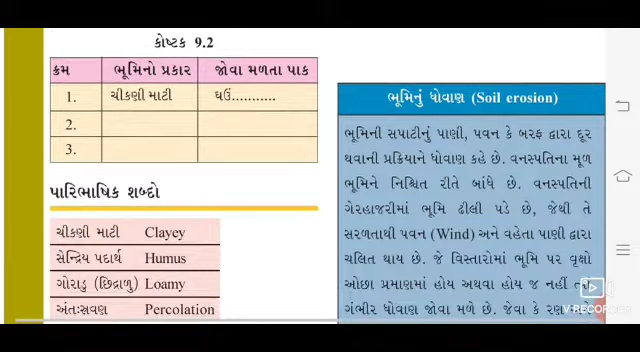 કોષ્ટક 9.2
ક્રમ ભૂમિનો પ્રકાર જોવા મળતા પાક
1. ચીકણી માટી ઘઉં...........
2.
3.
પારિભાષિક શબ્દો
ચીકણી માટી Clayey
સેન્દ્રિય પદાર્થ Humus
ગોરાડુ (છિદ્રાળુ) Loamy
અંતઃસ્રવણ Percolation
ભૂમિનું ધોવાણ (Soil erosion)
ભૂમિની સપાટીનું પાણી, પવન કે બરફ દ્વારા દૂર
થવાની પ્રક્રિયાને ધોવાણ કહે છે. વનસ્પતિના મૂળ
ભૂમિને નિશ્ચિત રીતે બાંધે છે. વનસ્પતિની
ગેરહાજરીમાં ભૂમિ ઢીલી પડે છે, જેથી તે
સરળતાથી પવન (Wind) અને વહેતા પાણી દ્વારા
ચલિત થાય છે. જે વિસ્તારોમાં ભૂમિ પર વૃક્ષો
ઓછા પ્રમાણમાં હોય અથવા હોય જ નહીં
ગંભીર ધોવાણ જોવા મળે છે. જેવા કે રણ
V-RECORDER